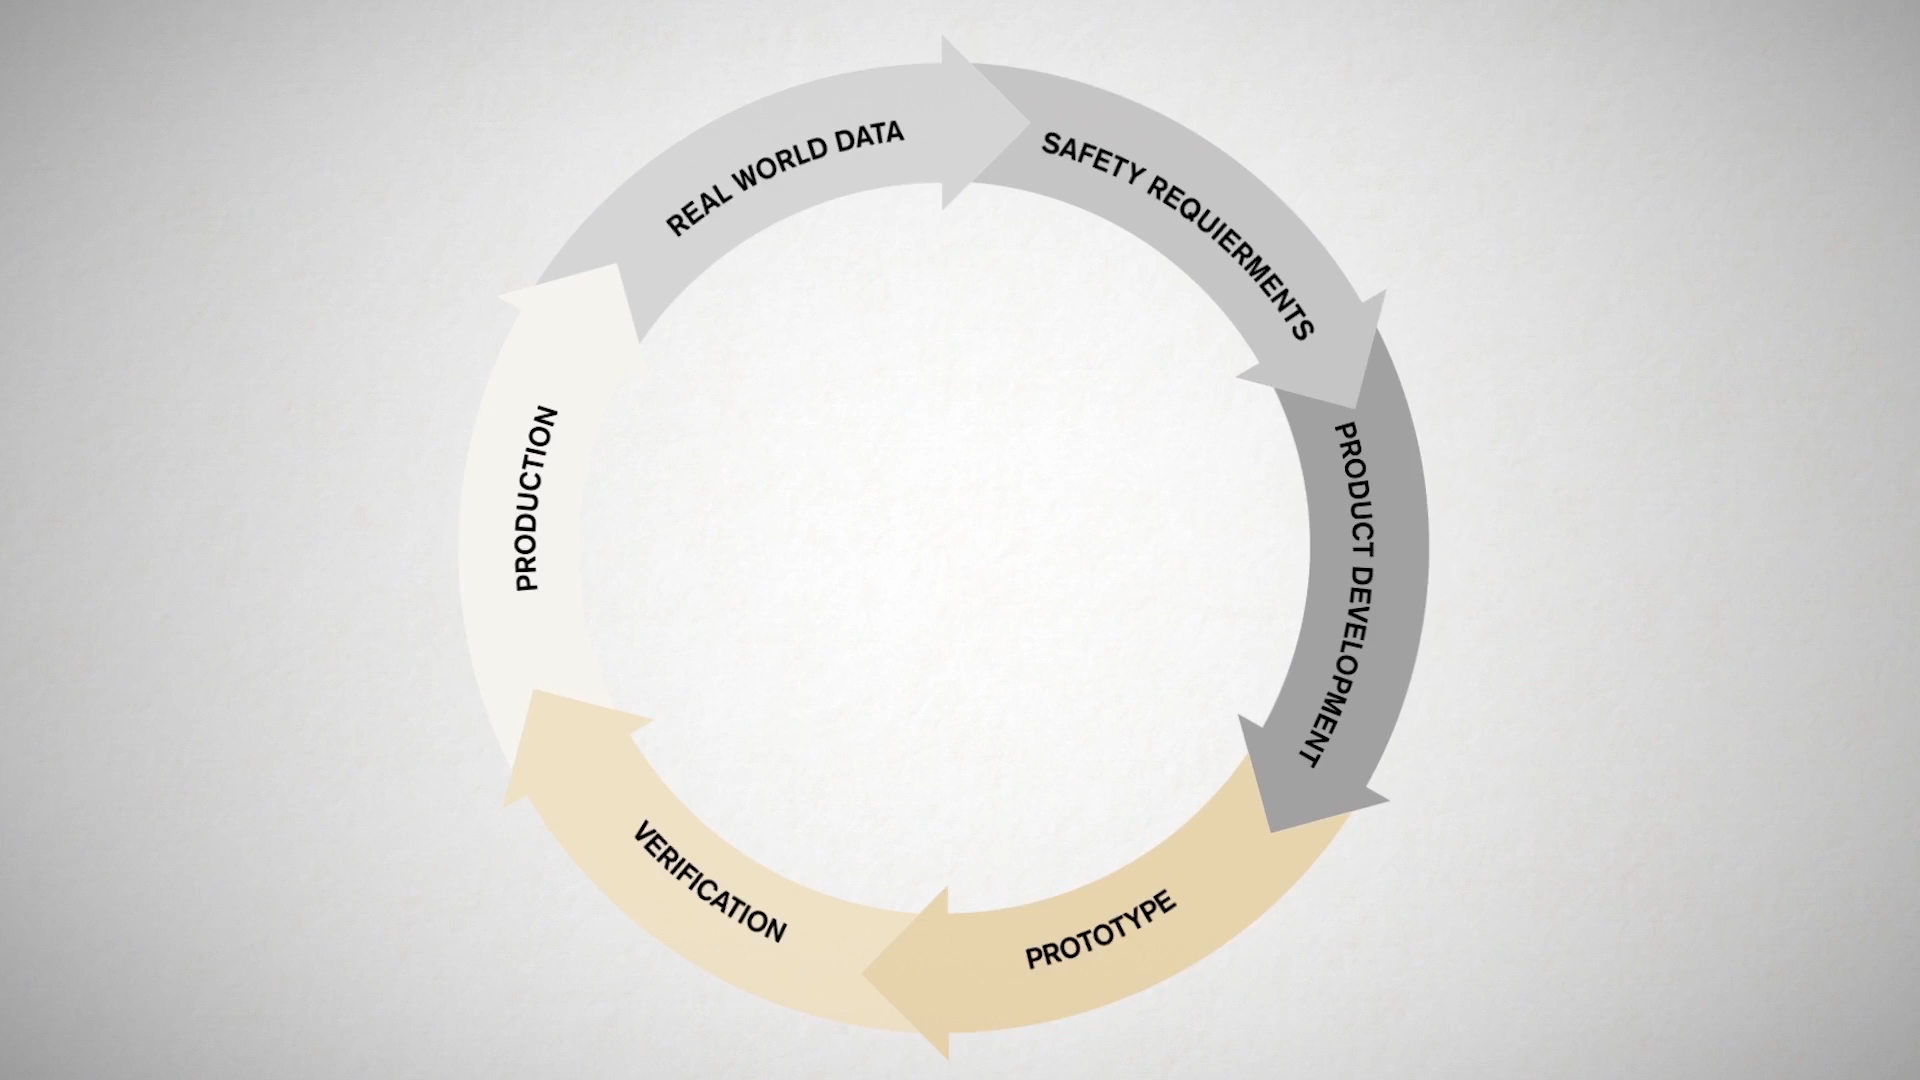 REAL WORLD DATA
SAFETY REQUIERMENTS
PRODUCT DEVELOPMENT
PROTOTYPE
VERIFICATION
PRODUCTION